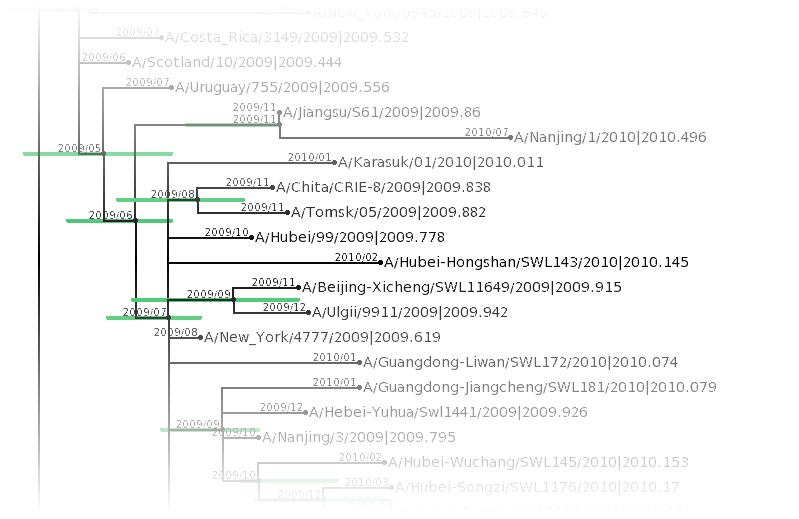 A/New_York/6945/2009|2009.945
2009/07 A/Costa_Rica/3149/2009|2009.532
2009/06 A/Scotland/10/2009|2009.444
2009/07 A/Uruguay/755/2009|2009.556
2009/11 A/Jiangsu/S61/2009|2009.86
2009/11
2010/07 A/Nanjing/1/2010|2010.496
2009/05
2010/01 A/Karasuk/01/2010|2010.011
2009/11 A/Chita/CRIE-8/2009|2009.838
2009/08
2009/11 A/Tomsk/05/2009|2009.882
2009/06
2009/10 A/Hubei/99/2009|2009.778
2010/02 A/Hubei-Hongshan/SWL143/2010|2010.145
2009/11 A/Beijing-Xicheng/SWL11649/2009|2009.915
2009/09
2009/12 A/Ulgii/9911/2009|2009.942
2009/07
2009/08 A/New_York/4777/2009|2009.619
2010/01 A/Guangdong-Liwan/SWL172/2010|2010.074
2010/01 A/Guangdong-Jiangcheng/SWL181/2010|2010.079
2009/12 A/Hebei-Yuhua/Swl1441/2009|2009.926
2009/09
2009/10 A/Nanjing/3/2009|2009.795
2010/02 A/Hubei-Wuchang/SWL145/2010|2010.153
2009/10
2010/03 A/Hubei-Songzi/SWL1176/2010|2010.17
2009/12